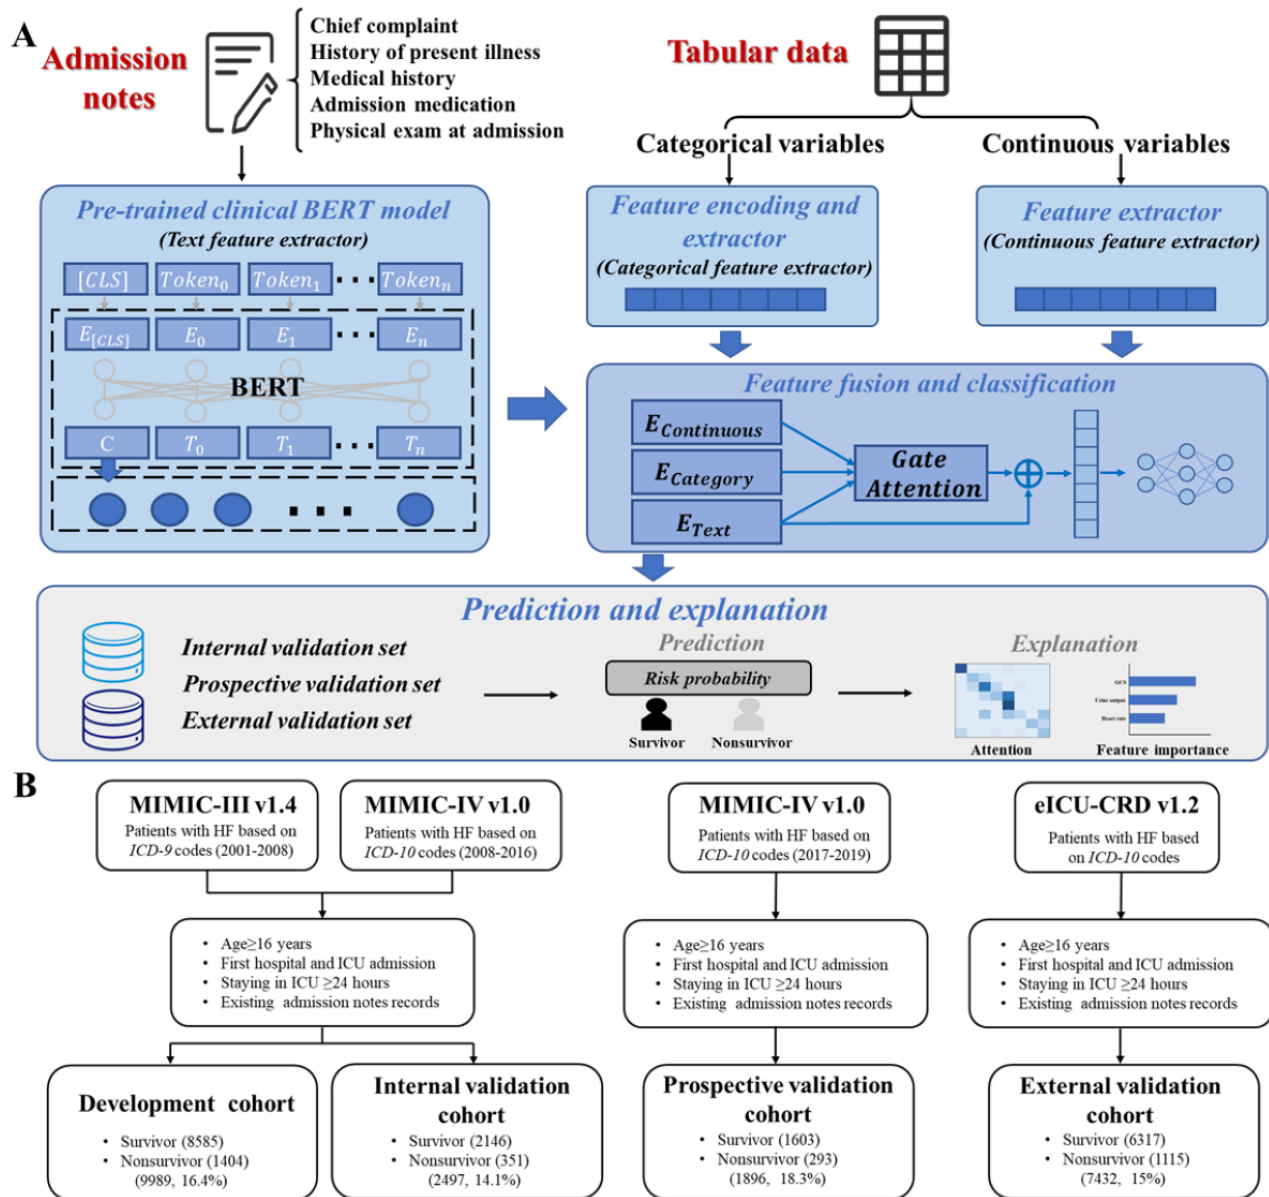 A
Admission
notes
Chief complaint
History of present illness
Medical history
Admission medication
Physical exam at admission
Tabular data
Categorical variables
Continuous variables
Pre-trained clinical BERT model
(Text feature extractor)
[CLS] Token0 Token1 ··· Tokenn
E[CLS] E0 E1 ··· En
BERT
C T0 T1 ··· Tn
Feature encoding and
extractor
(Categorical feature extractor)
Feature extractor
(Continuous feature extractor)
Feature fusion and classification
EContinuous
ECategory
EText
Gate
Attention
Prediction and explanation
Internal validation set
Prospective validation set
External validation set
Prediction
Risk probability
Survivor
Nonsurvivor
Explanation
Attention
GCS
Urine output
Heart rate
Feature importance
B
MIMIC-III v1.4
Patients with HF based on
ICD-9 codes (2001-2008)
MIMIC-IV v1.0
Patients with HF based on
ICD-10 codes (2008-2016)
MIMIC-IV v1.0
Patients with HF based on
ICD-10 codes (2017-2019)
eICU-CRD v1.2
Patients with HF based
on ICD-10 codes
• Age≥16 years
• First hospital and ICU admission
• Staying in ICU ≥24 hours
• Existing admission notes records
• Age≥16 years
• First hospital and ICU admission
• Staying in ICU ≥24 hours
• Existing admission notes records
• Age≥16 years
• First hospital and ICU admission
• Staying in ICU ≥24 hours
• Existing admission notes records
Development cohort
• Survivor (8585)
• Nonsurvivor (1404)
(9989, 16.4%)
Internal validation
cohort
• Survivor (2146)
• Nonsurvivor (351)
(2497, 14.1%)
Prospective validation
cohort
• Survivor (1603)
• Nonsurvivor (293)
(1896, 18.3%)
External validation
cohort
• Survivor (6317)
• Nonsurvivor (1115)
(7432, 15%)